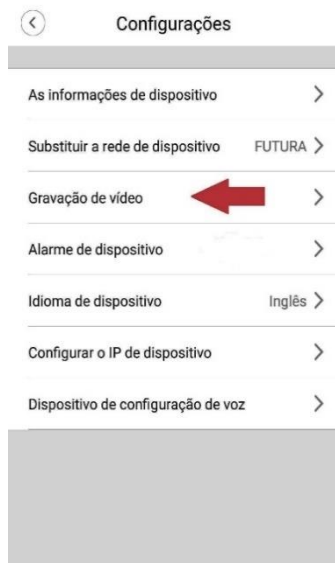 Configurações
As informações de dispositivo
Substituir a rede de dispositivo FUTURA
Gravação de vídeo
Alarme de dispositivo
Idioma de dispositivo Inglês
Configurar o IP de dispositivo
Dispositivo de configuração de voz